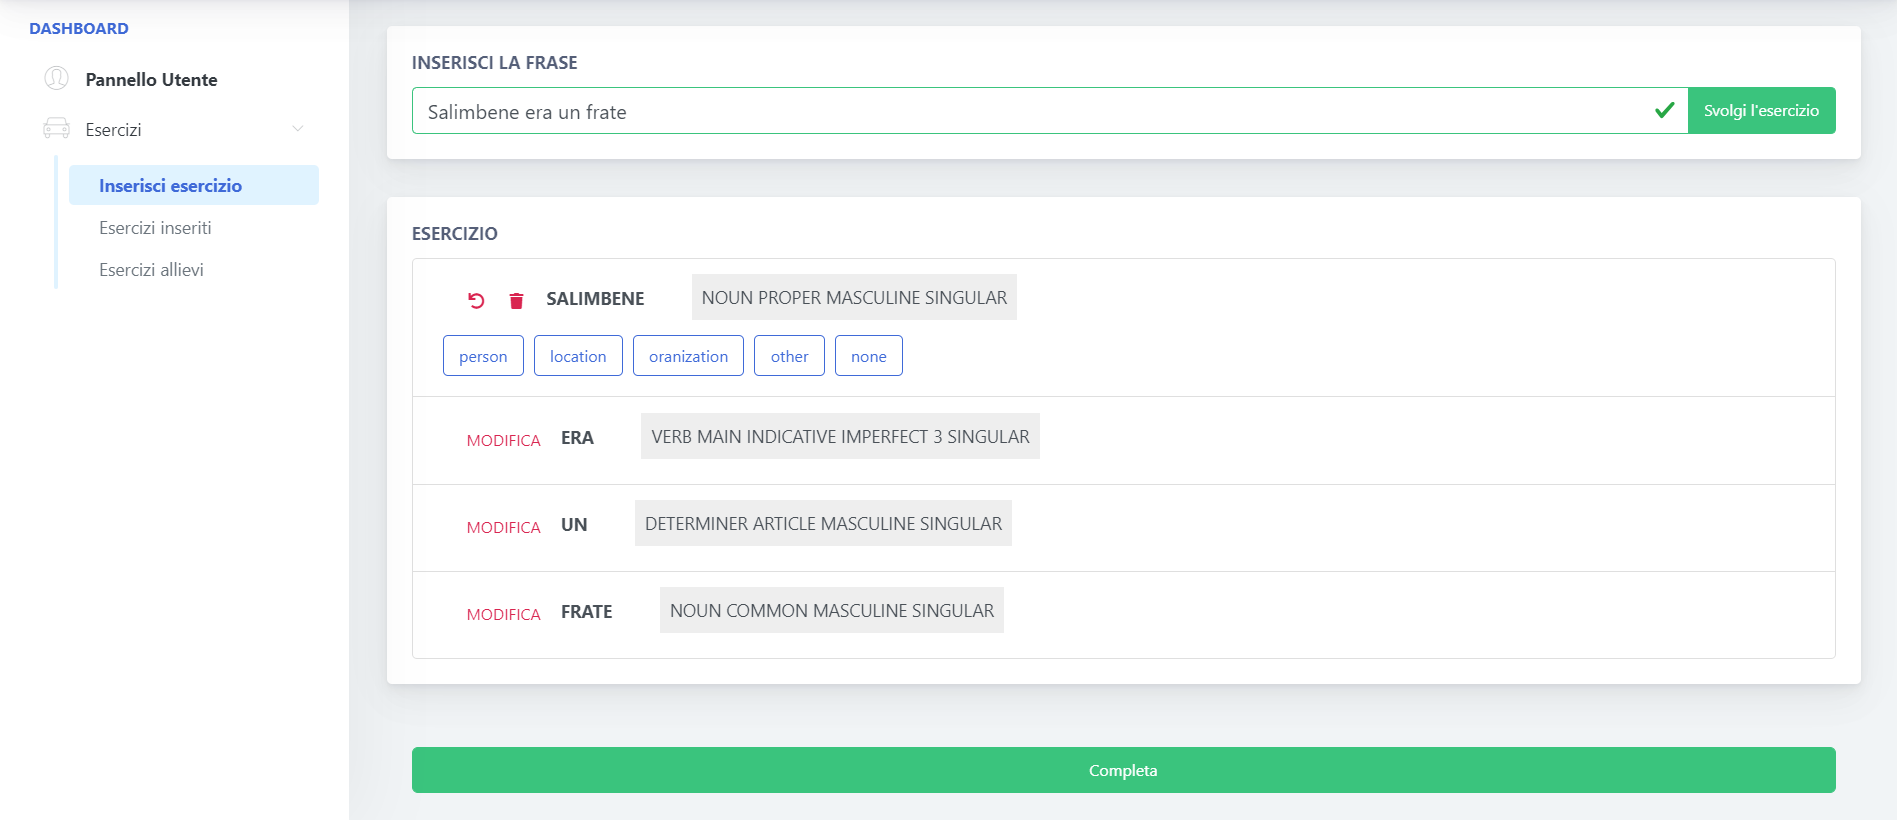 DASHBOARD
Pannello Utente
Esercizi
Inserisci esercizio
Esercizi inseriti
Esercizi allievi
INSERISCI LA FRASE
Salimbene era un frate
Svolgi l'esercizio
ESERCIZIO
SALIMBENE NOUN PROPER MASCULINE SINGULAR
person location oranization other none
MODIFICA ERA VERB MAIN INDICATIVE IMPERFECT 3 SINGULAR
MODIFICA UN DETERMINER ARTICLE MASCULINE SINGULAR
MODIFICA FRATE NOUN COMMON MASCULINE SINGULAR
Completa